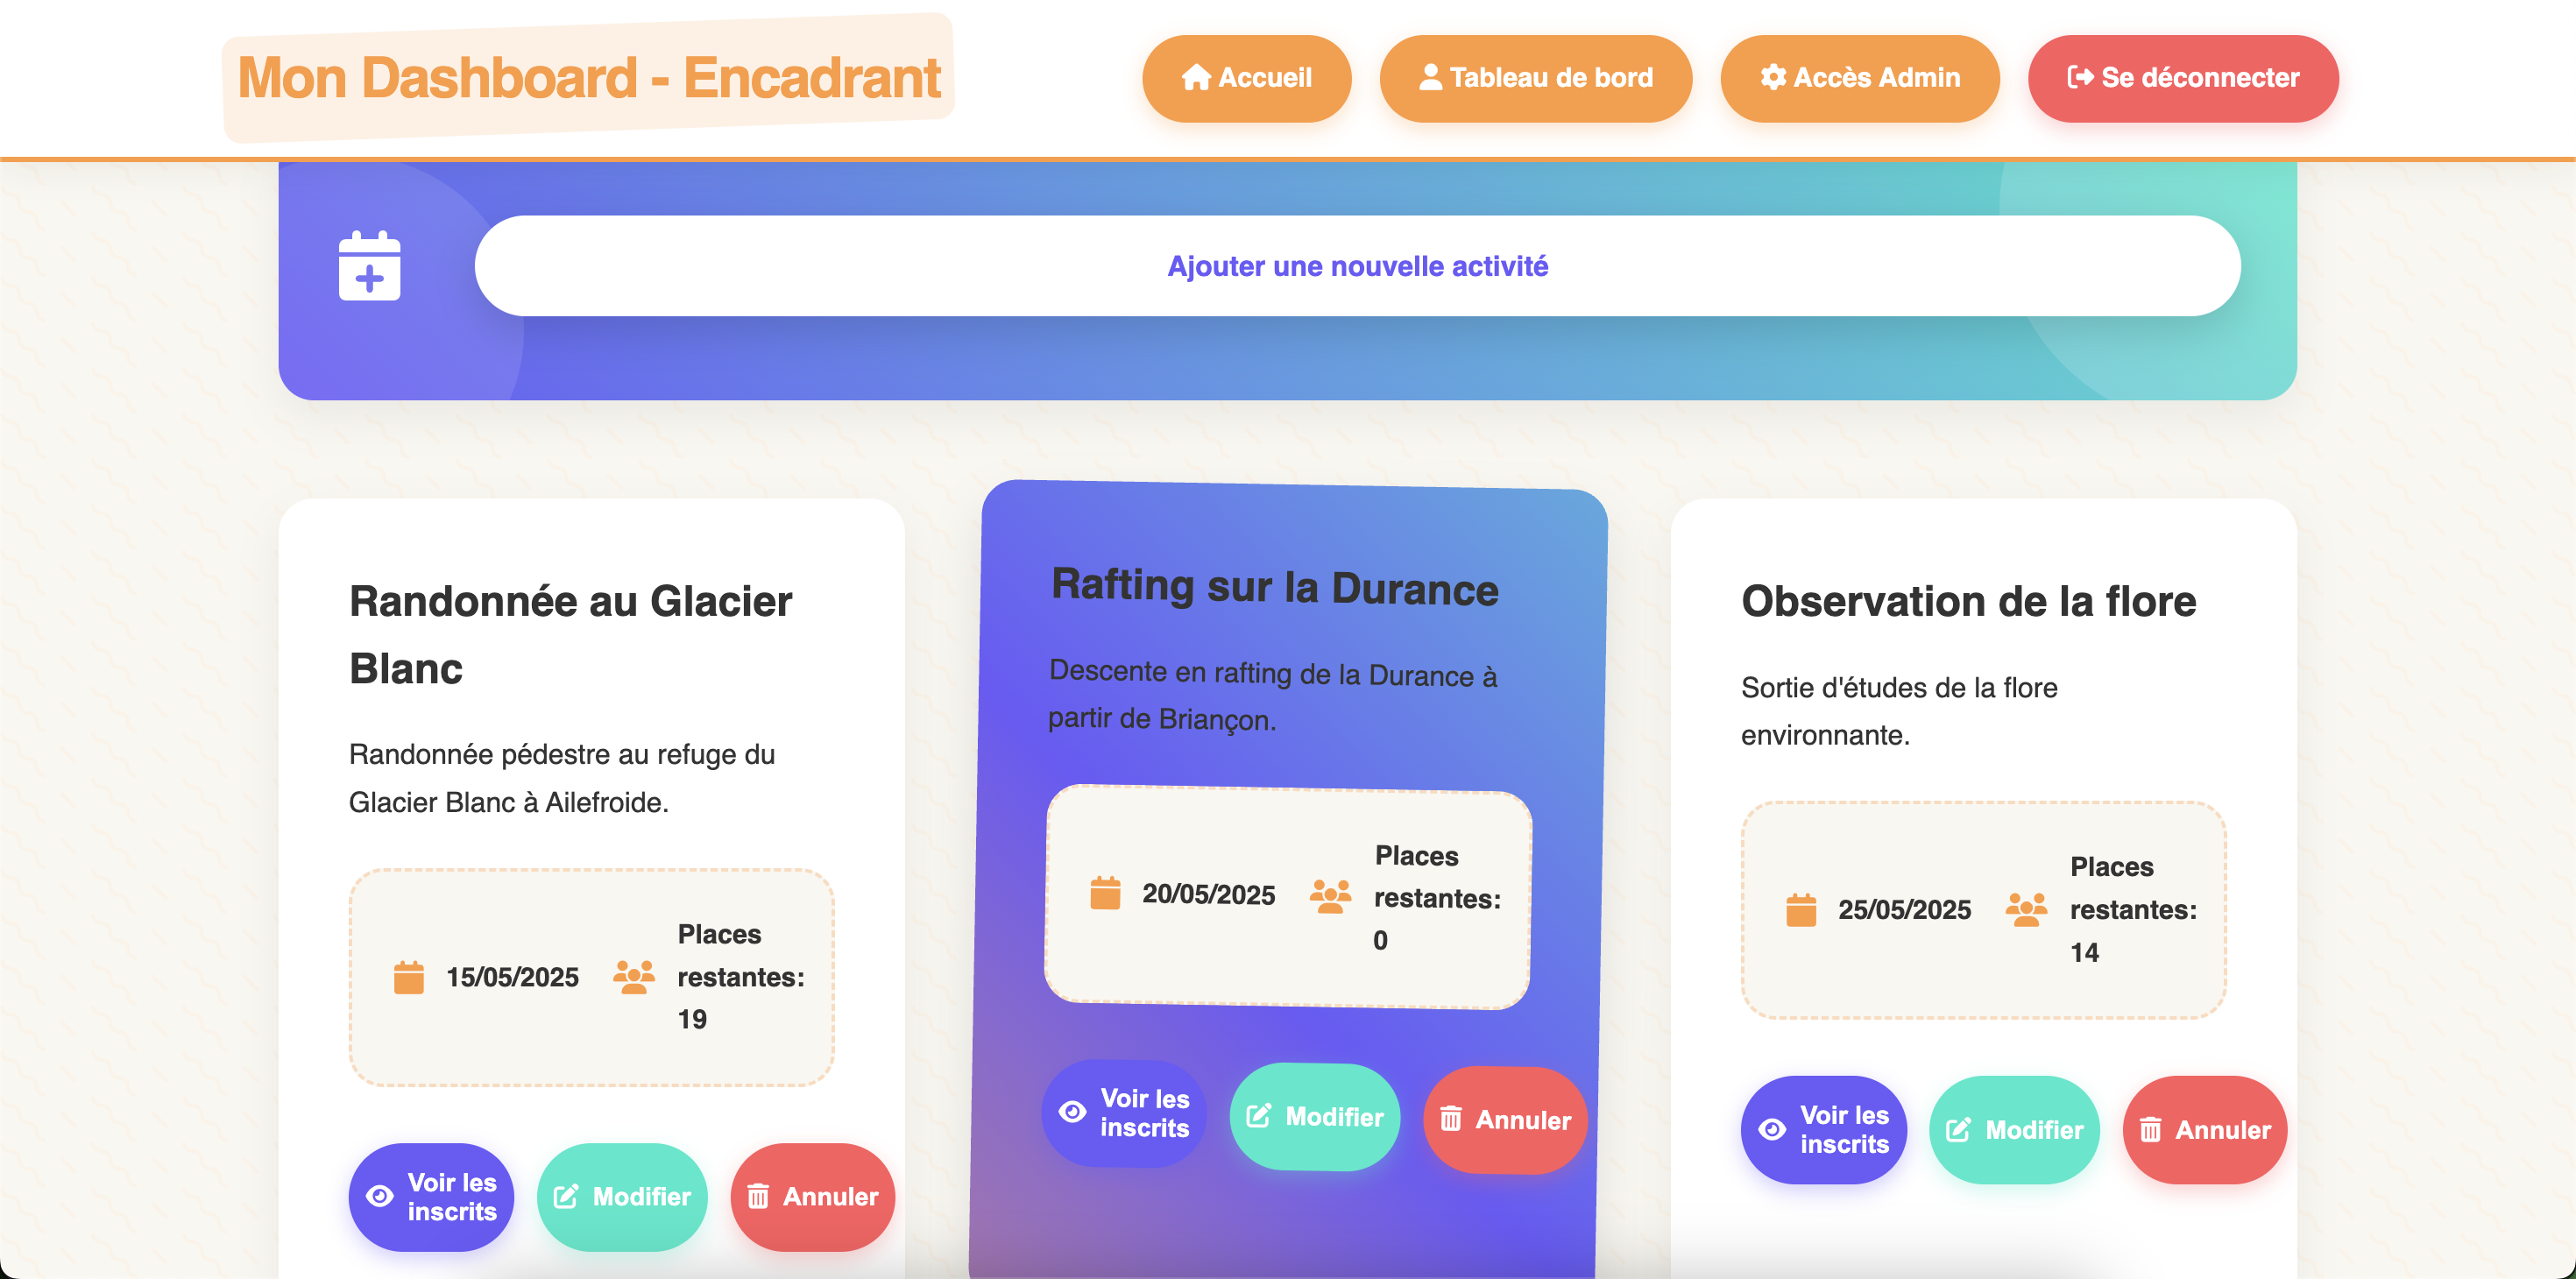 Mon Dashboard - Encadrant
Accueil
Tableau de bord
Accès Admin
Se déconnecter
Ajouter une nouvelle activité
Randonnée au Glacier
Blanc
Randonnée pédestre au refuge du
Glacier Blanc à Ailefroide.
15/05/2025
Places
restantes:
19
Voir les
inscrits
Modifier
Annuler
Rafting sur la Durance
Descente en rafting de la Durance à
partir de Briançon.
20/05/2025
Places
restantes:
0
Voir les
inscrits
Modifier
Annuler
Observation de la flore
Sortie d'études de la flore
environnante.
25/05/2025
Places
restantes:
14
Voir les
inscrits
Modifier
Annuler